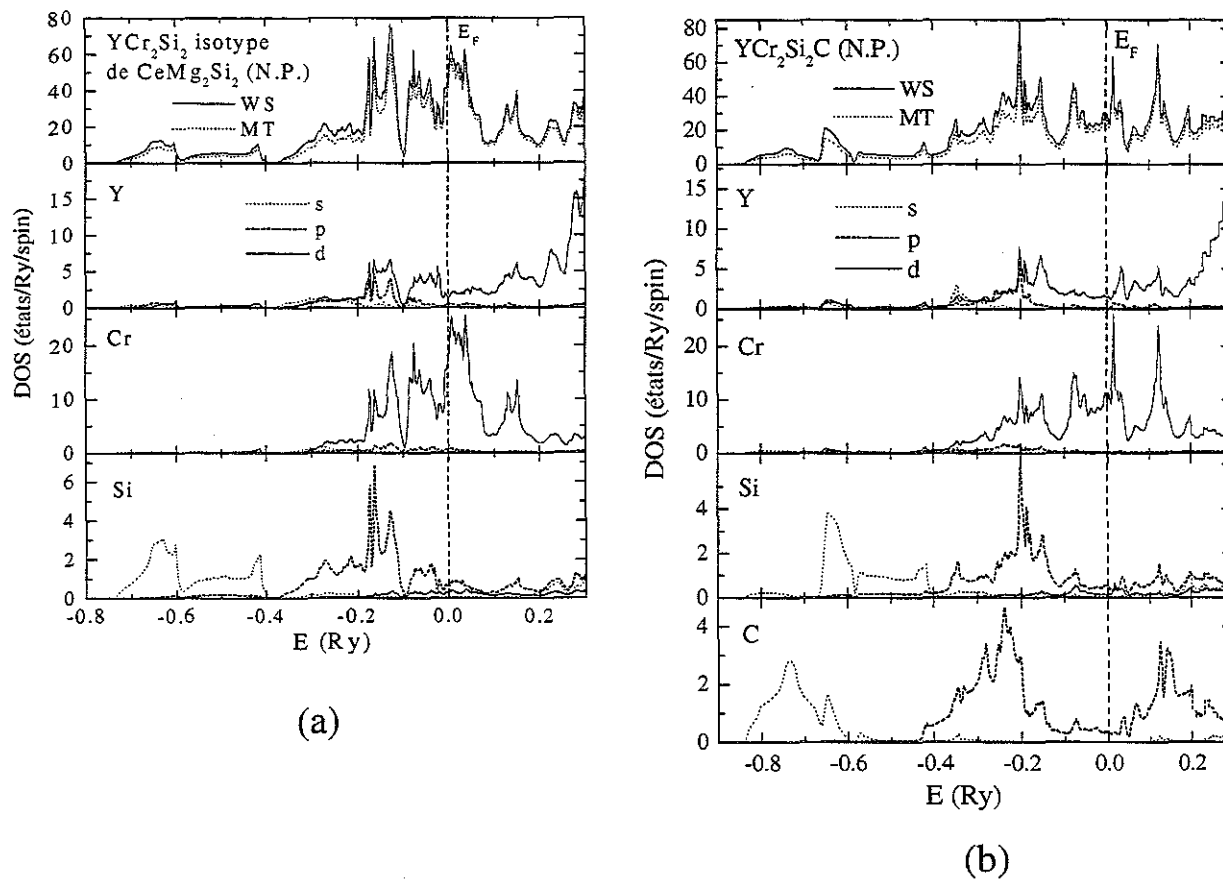 YCr₂Si₂ isotype
de CeMg₂Si₂ (N.P.)
E_F
WS
MT
80
60
40
20
0
Y
s
p
d
15
10
5
0
Cr
20
10
0
Si
6
4
2
0
DOS (états/Ry/spin)
-0.8 -0.6 -0.4 -0.2 0.0 0.2
E (Ry)
(a)
YCr₂Si₂C (N.P.)
E_F
WS
MT
80
60
40
20
0
Y
s
p
d
15
10
5
0
Cr
20
10
0
Si
4
2
0
C
4
2
0
DOS (états/Ry/spin)
-0.8 -0.6 -0.4 -0.2 0.0 0.2
E (Ry)
(b)